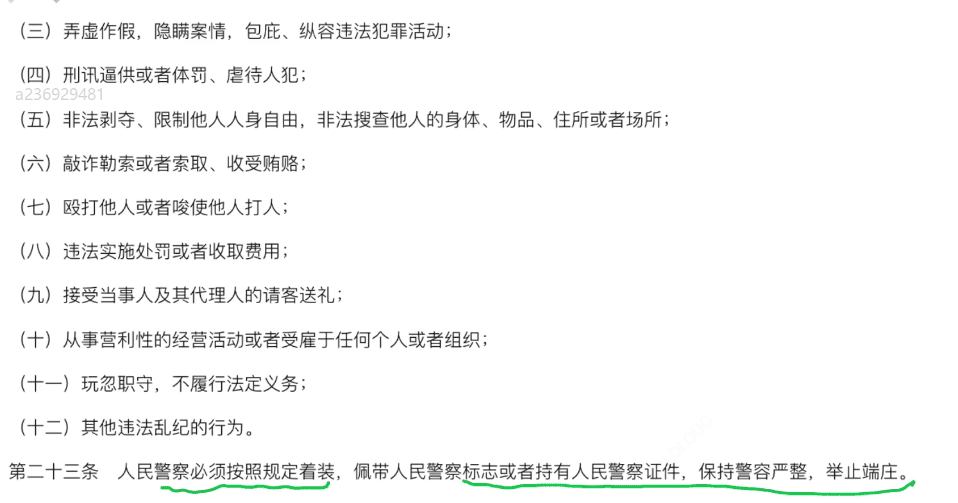 （三）弄虚作假，隐瞒案情，包庇、纵容违法犯罪活动；
（四）刑讯逼供或者体罚、虐待人犯；
a236929481
（五）非法剥夺、限制他人人身自由，非法搜查他人的身体、物品、住所或者场所；
（六）敲诈勒索或者索取、收受贿赂；
（七）殴打他人或者唆使他人打人；
（八）违法实施处罚或者收取费用；
（九）接受当事人及其代理人的请客送礼；
（十）从事营利性的经营活动或者受雇于任何个人或者组织；
（十一）玩忽职守，不履行法定义务；
（十二）其他违法乱纪的行为。
第二十三条　人民警察必须按照规定着装，佩带人民警察标志或者持有人民警察证件，保持警容严整，举止端庄。